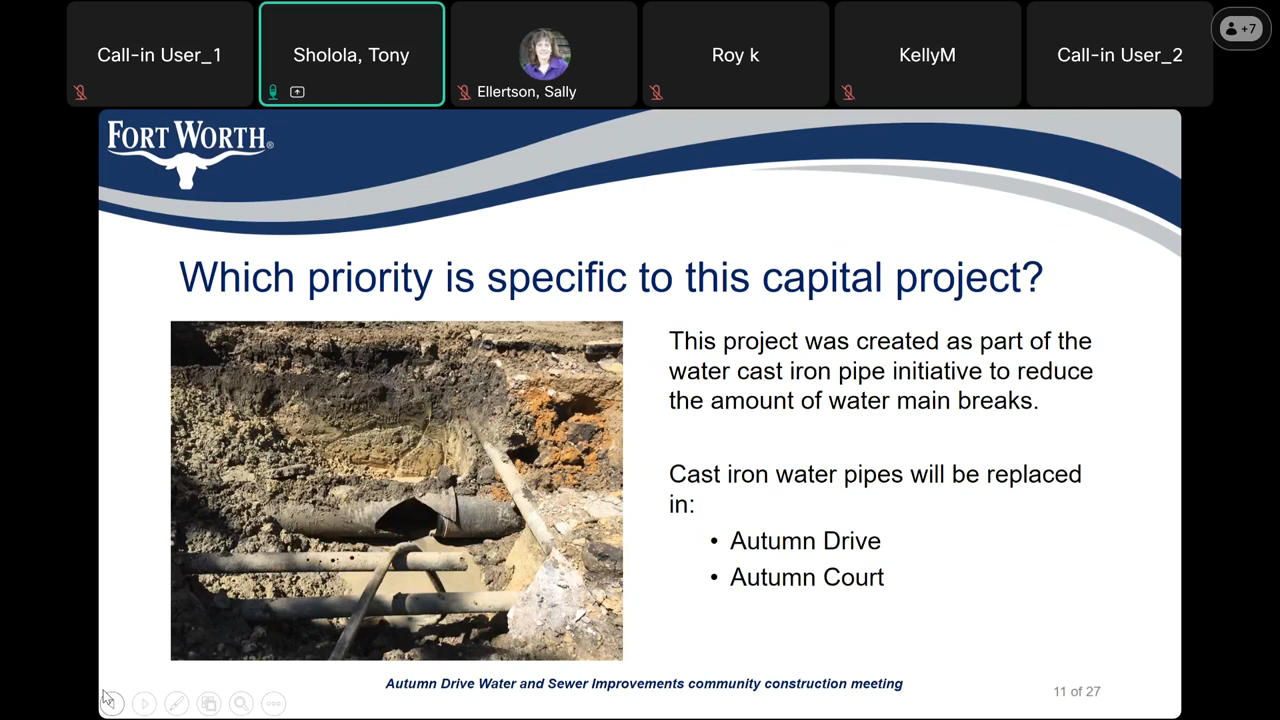 Call-in User_1
Sholola, Tony
Ellertson, Sally
Roy k
KellyM
Call-in User_2
+7
FORT WORTH®
Which priority is specific to this capital project?
This project was created as part of the
water cast iron pipe initiative to reduce
the amount of water main breaks.
Cast iron water pipes will be replaced
in:
• Autumn Drive
• Autumn Court
Autumn Drive Water and Sewer Improvements community construction meeting
11 of 27